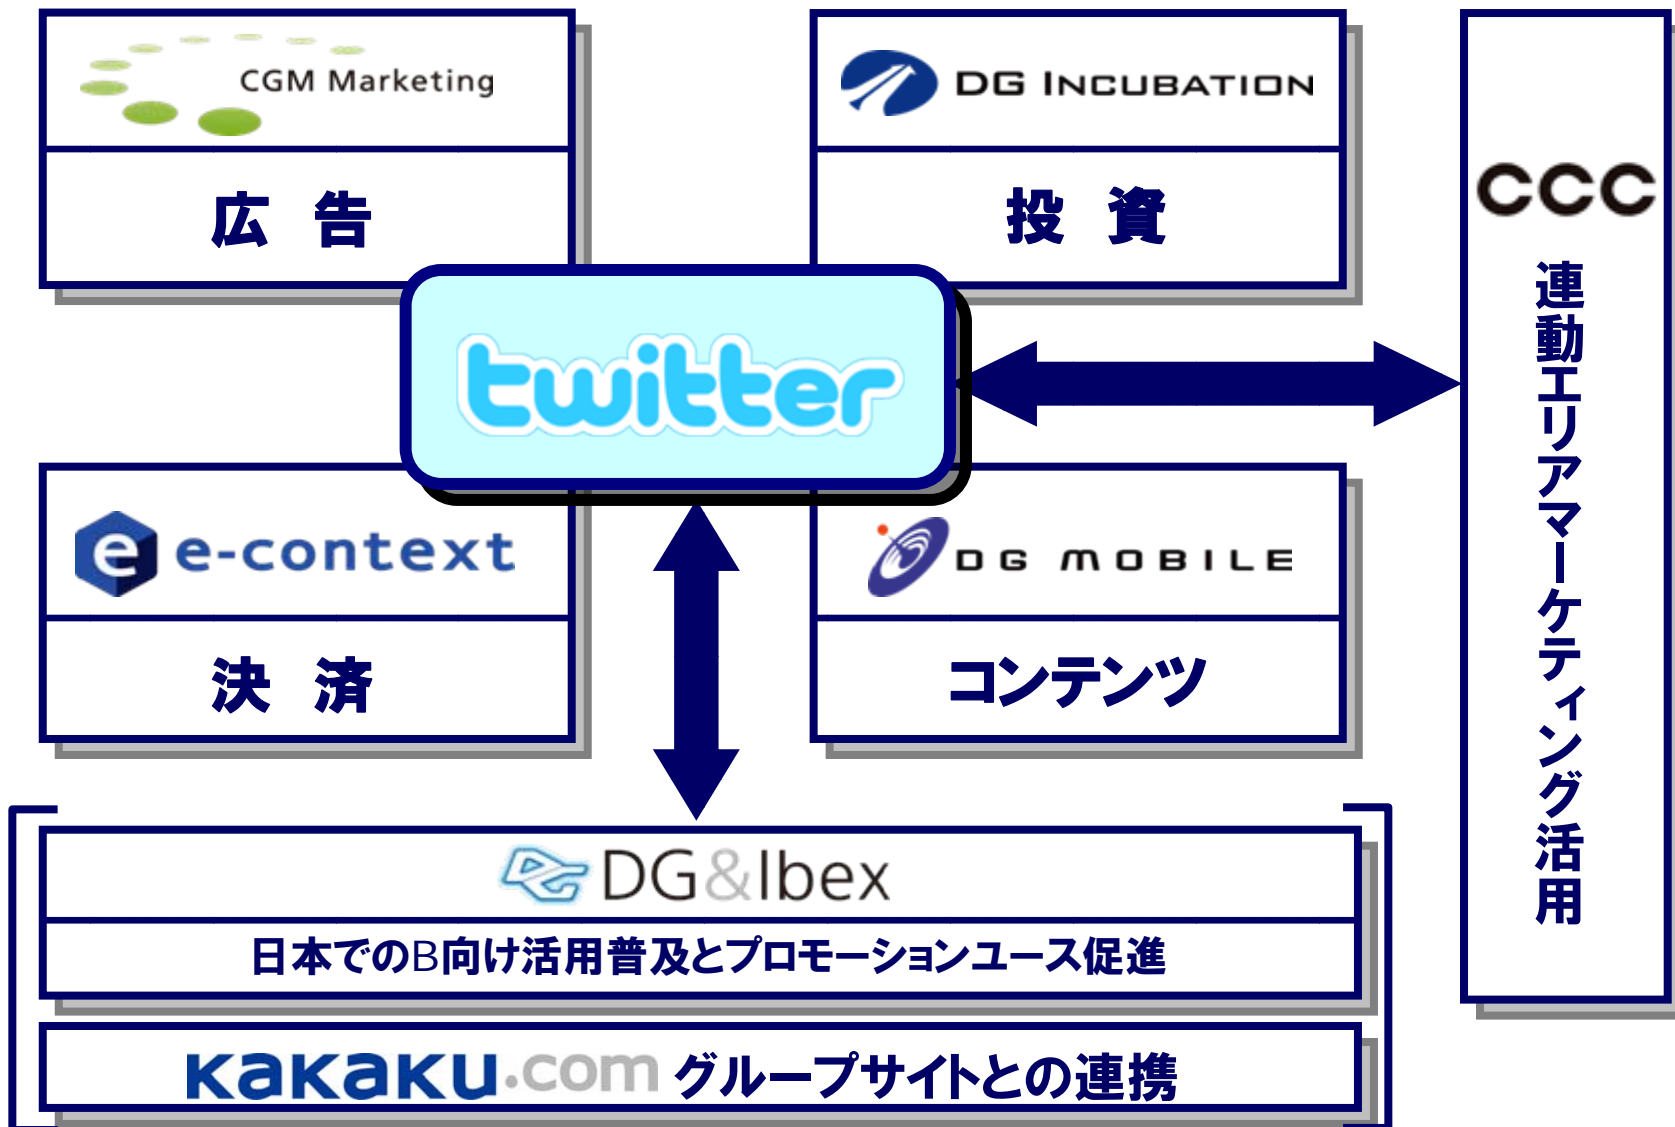 CGM Marketing
広 告
DG INCUBATION
投 資
twitter
e e-context
決 済
DG MOBILE
コンテンツ
CCC
連動エリアマーケティング活用
DG&Ibex
日本でのB向け活用普及とプロモーションユース促進
kakaku.com グループサイトとの連携